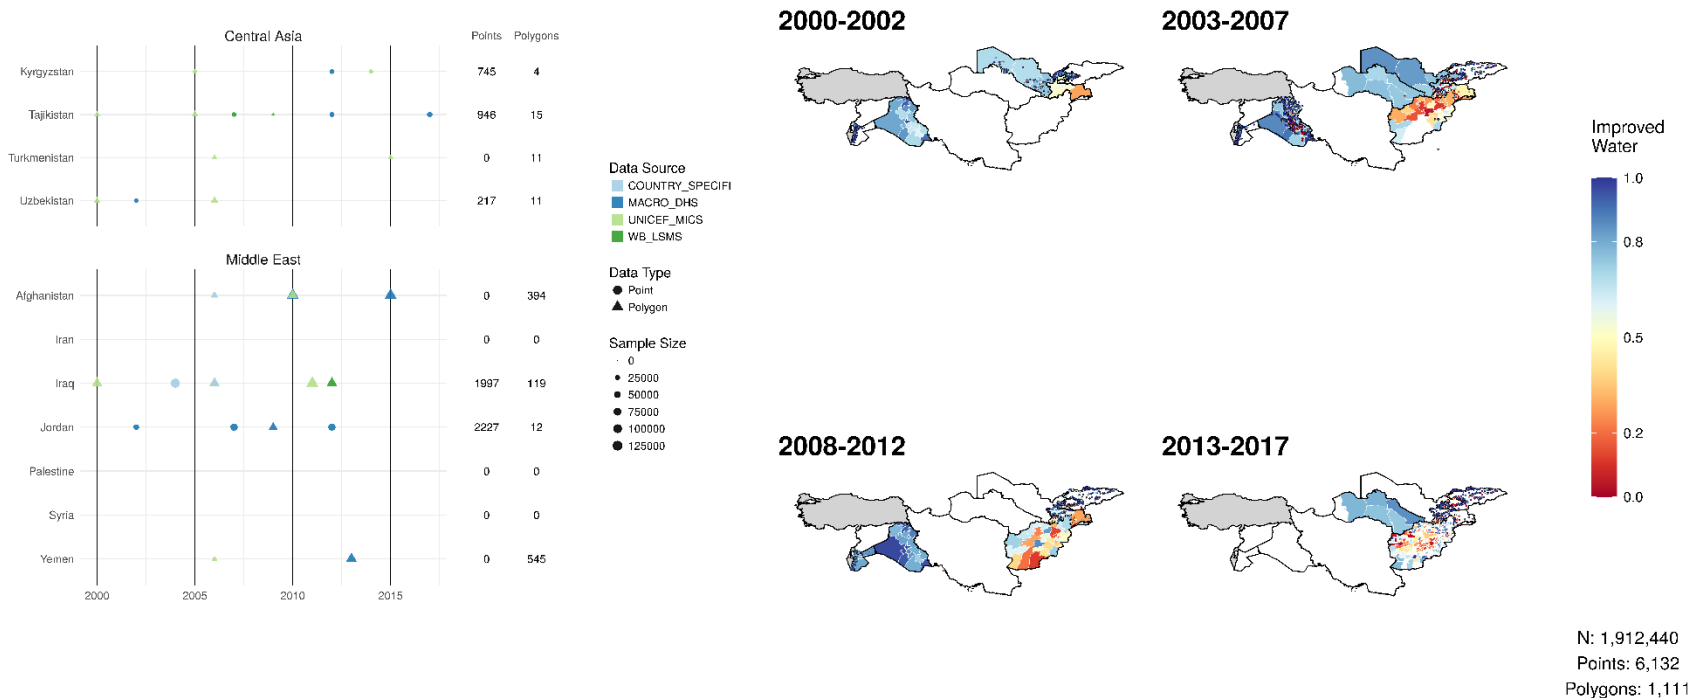 Central Asia
Points Polygons
Kyrgyzstan 745 4
Tajikistan 946 15
Turkmenistan 0 11
Uzbekistan 217 11
Middle East
Afghanistan 0 394
Iran 0 0
Iraq 1997 119
Jordan 2227 12
Palestine 0 0
Syria 0 0
Yemen 0 545
2000 2005 2010 2015
Data Source
COUNTRY_SPECIFI
MACRO_DHS
UNICEF_MICS
WB_LSMS
Data Type
Point
Polygon
Sample Size
0
25000
50000
75000
100000
125000
2000-2002
2003-2007
2008-2012
2013-2017
Improved
Water
1.0
0.8
0.5
0.2
0.0
N: 1,912,440
Points: 6,132
Polygons: 1,111